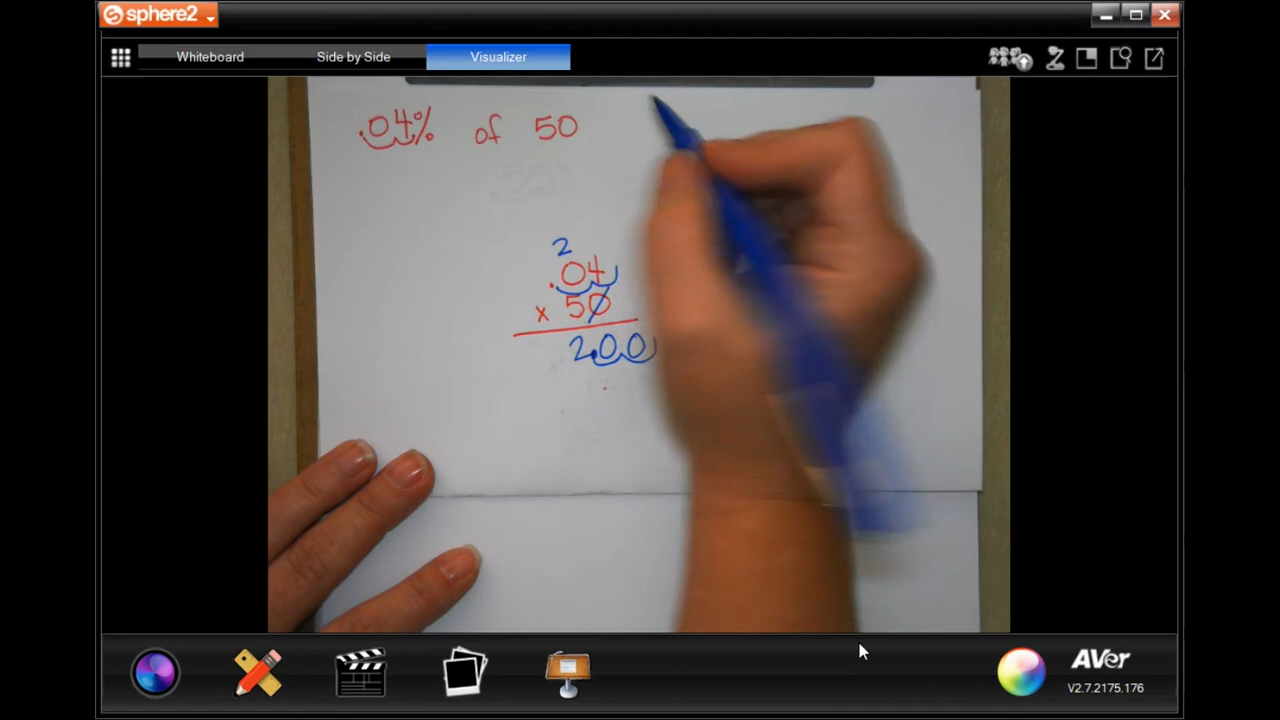 sphere2
Whiteboard Side by Side Visualizer
.04% of 50
2
.04
x 50
2.00
AVer
V2.7.2175.176